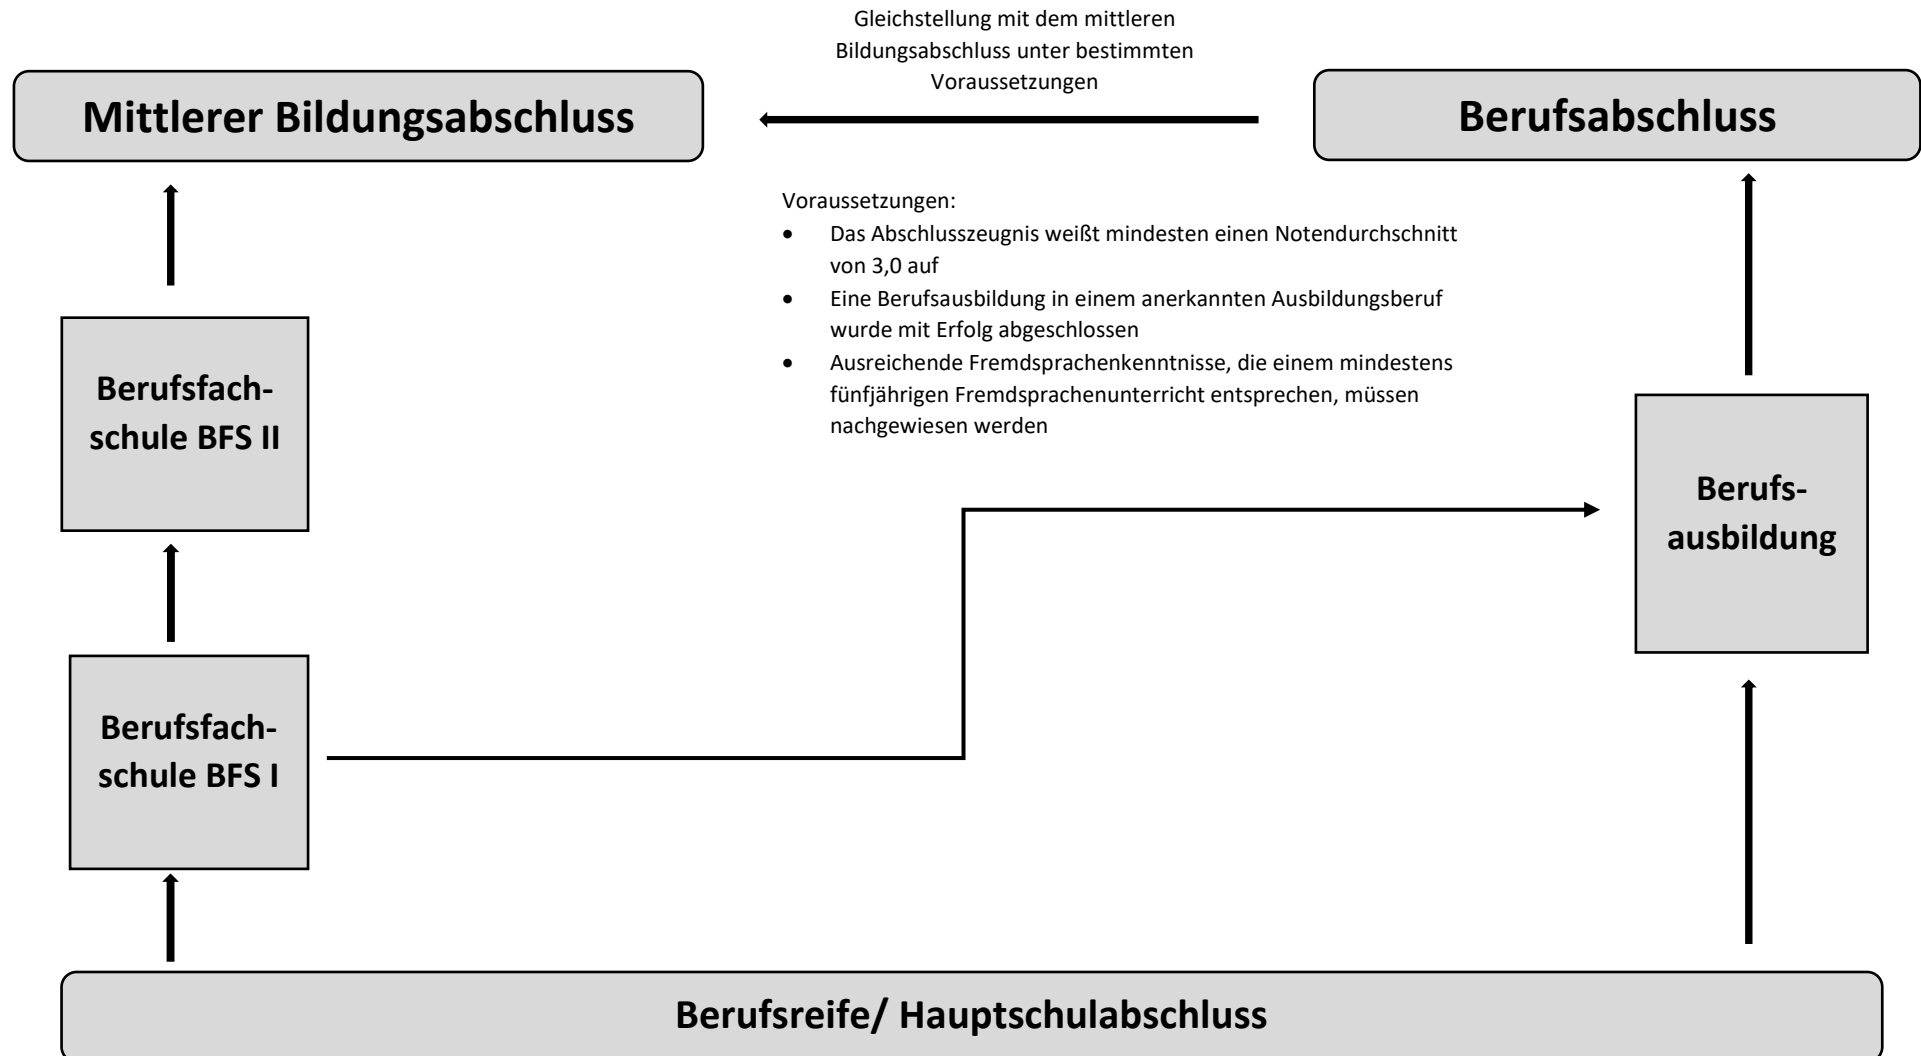 Gleichstellung mit dem mittleren
Bildungsabschluss unter bestimmten
Voraussetzungen
Mittlerer Bildungsabschluss
Berufsabschluss
Voraussetzungen:
• Das Abschlusszeugnis weißt mindesten einen Notendurchschnitt
von 3,0 auf
• Eine Berufsausbildung in einem anerkannten Ausbildungsberuf
wurde mit Erfolg abgeschlossen
• Ausreichende Fremdsprachenkenntnisse, die einem mindestens
fünfjährigen Fremdsprachenunterricht entsprechen, müssen
nachgewiesen werden
Berufsfach-
schule BFS II
Berufs-
ausbildung
Berufsfach-
schule BFS I
Berufsreife/ Hauptschulabschluss